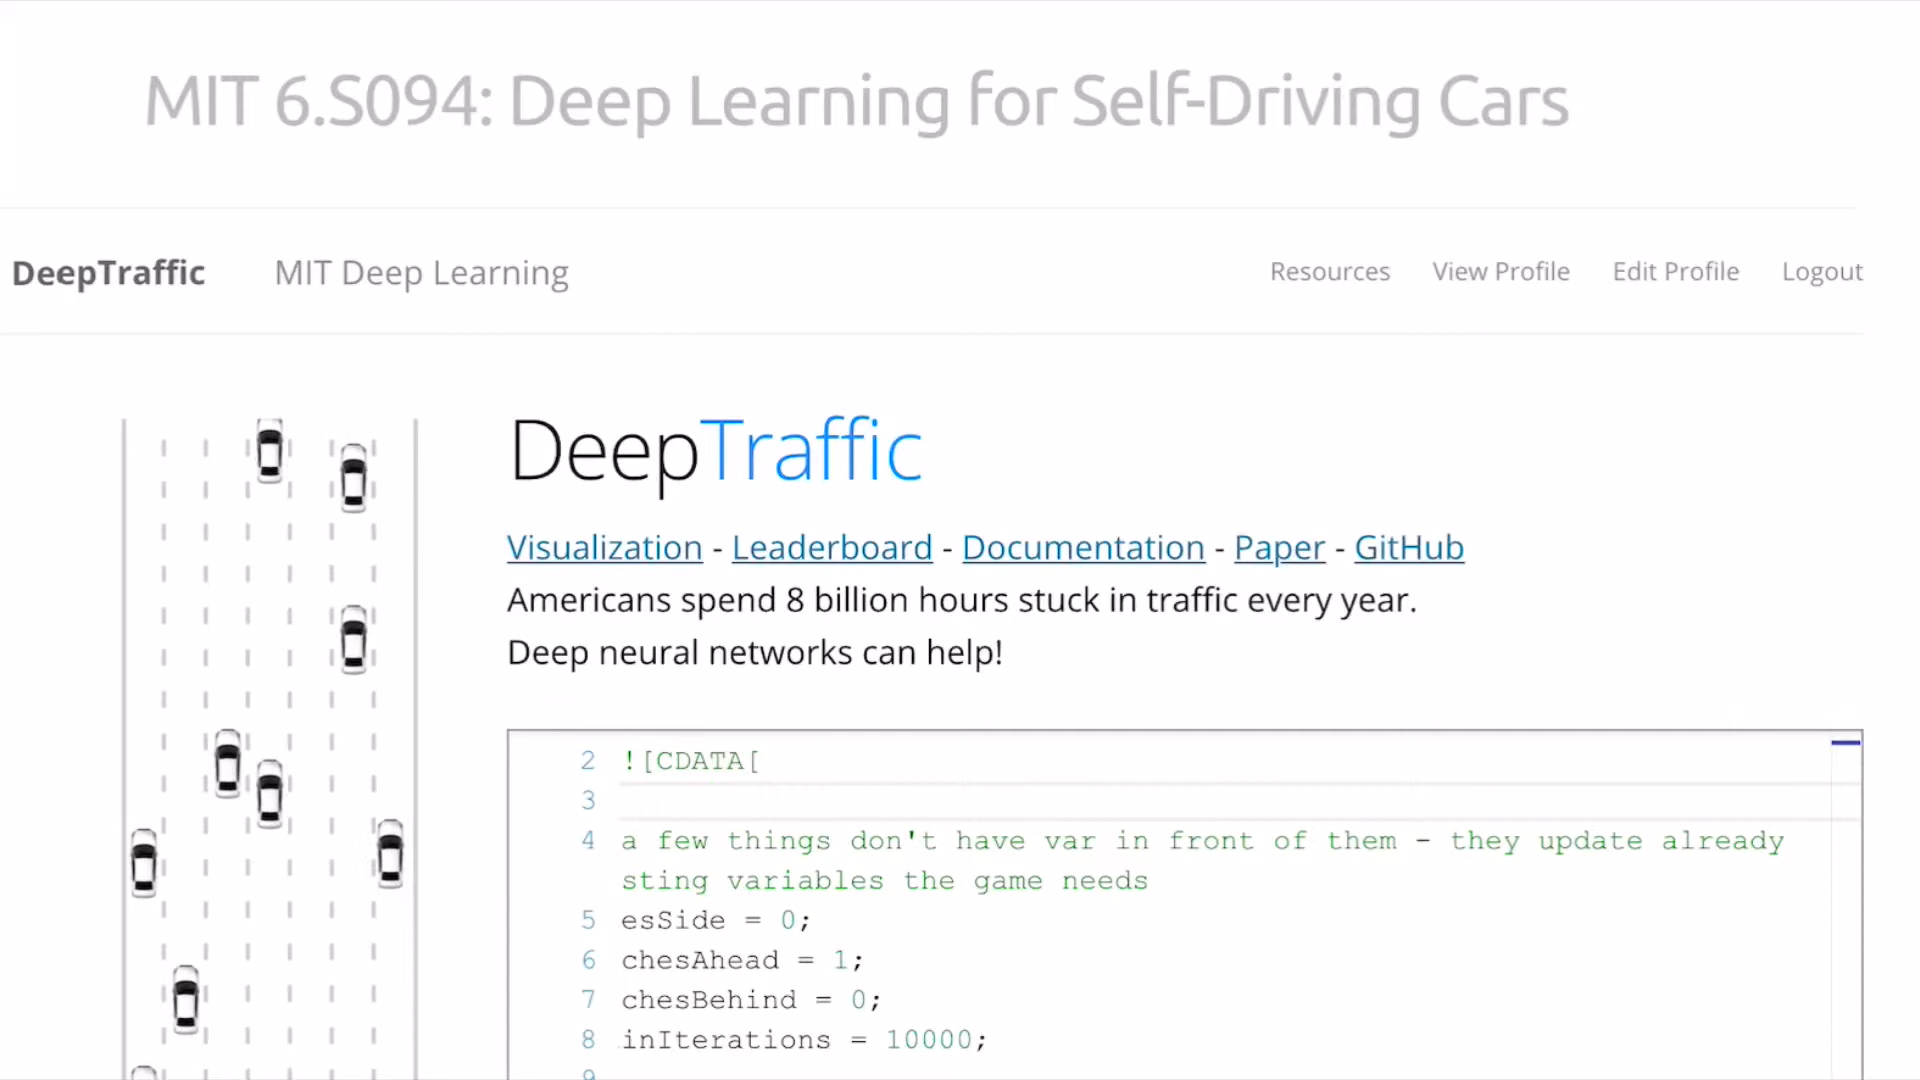 MIT 6.S094: Deep Learning for Self-Driving Cars
DeepTraffic MIT Deep Learning Resources View Profile Edit Profile Logout
DeepTraffic
Visualization - Leaderboard - Documentation - Paper - GitHub
Americans spend 8 billion hours stuck in traffic every year.
Deep neural networks can help!
2 ![CDATA[
3
4 a few things don't have var in front of them - they update already
sting variables the game needs
5 esSide = 0;
6 chesAhead = 1;
7 chesBehind = 0;
8 inIterations = 10000;
9